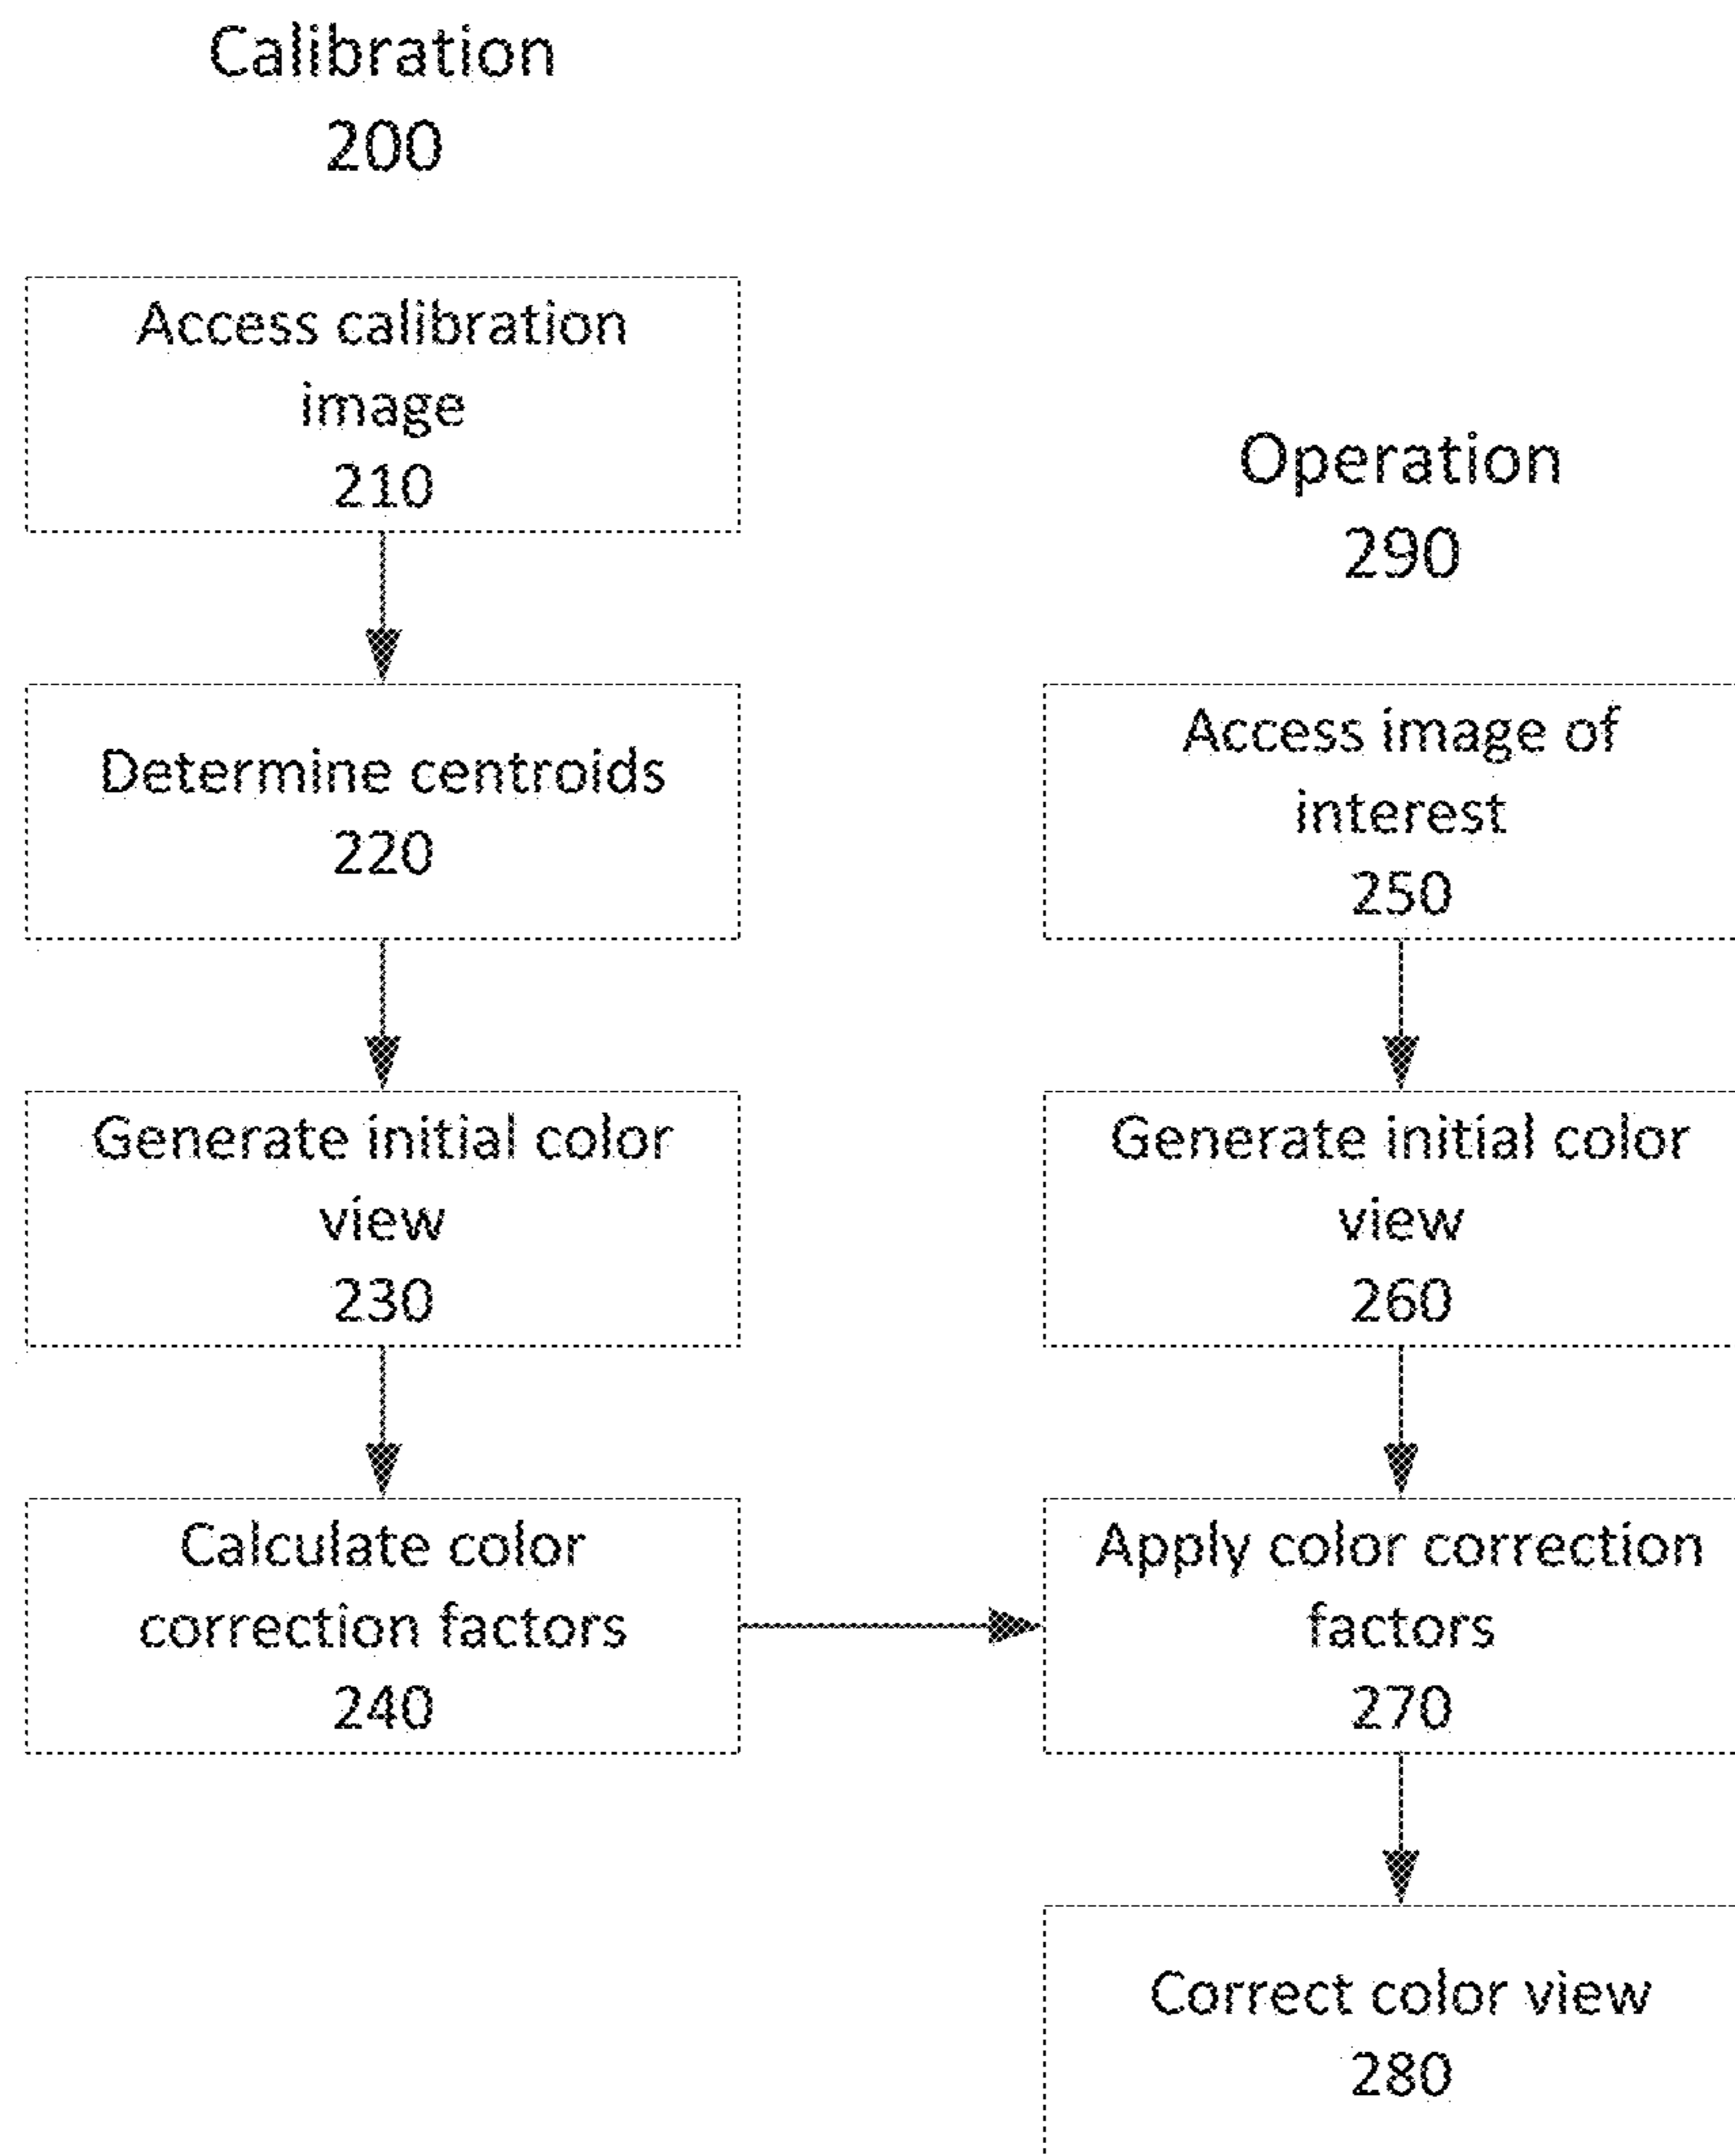 Calibration
200
Access calibration
image
210
Determine centroids
220
Generate initial color
view
230
Calculate color
correction factors
240
Operation
290
Access image of
interest
250
Generate initial color
view
260
Apply color correction
factors
270
Correct color view
280